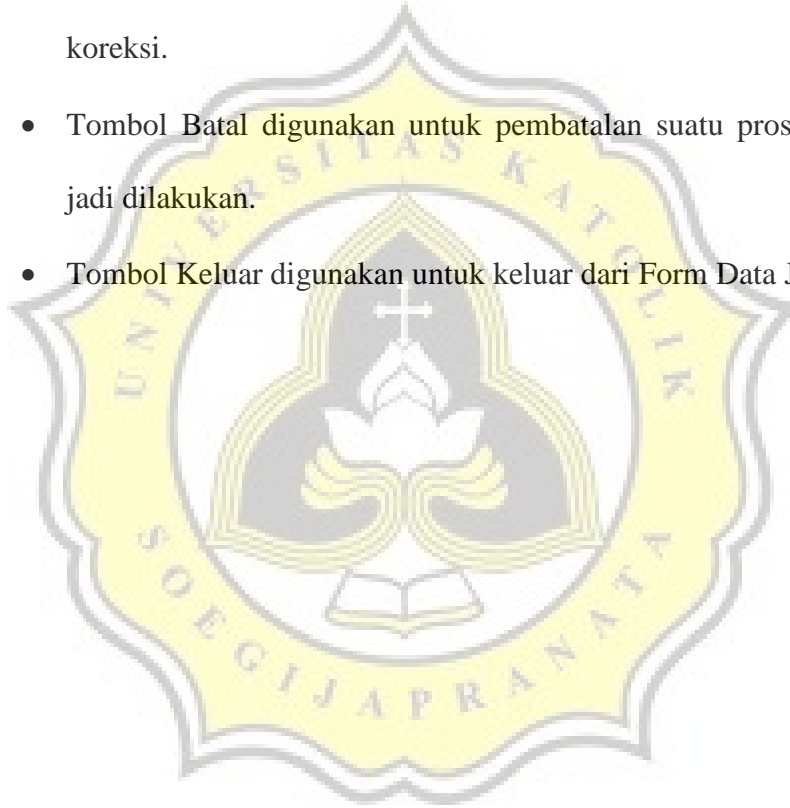 koreksi.
• Tombol Batal digunakan untuk pembatalan suatu pros
jadi dilakukan.
• Tombol Keluar digunakan untuk keluar dari Form Data J
UNIVERSITAS KATOLIK
SOEGIJAPRANATA